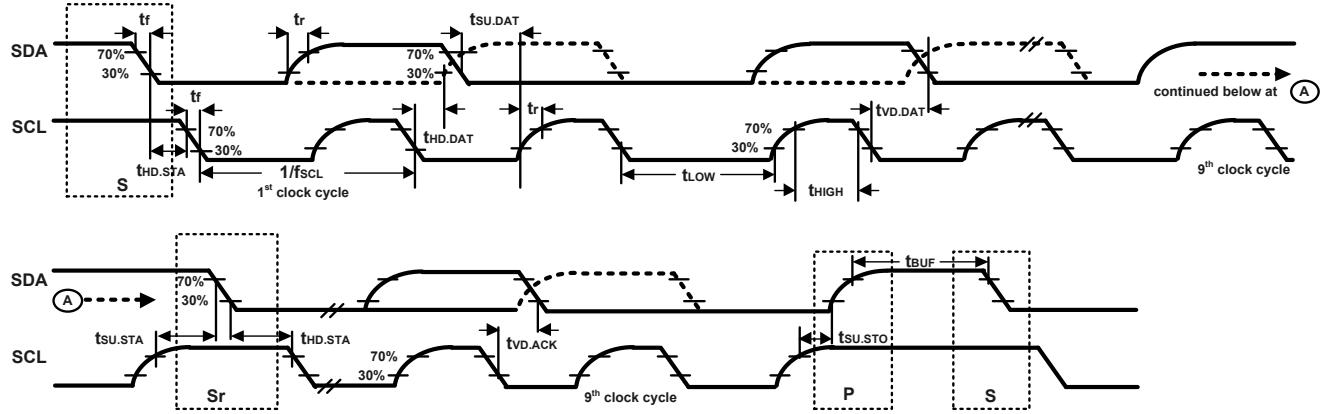 tf tr tSU.DAT
SDA 70% 30% 70% 30%
continued below at A
tf tr tVD.DAT
SCL 70% 30% tHD.DAT 70% 30%
tHD.STA 1/fSCL tLOW tHIGH 9th clock cycle
S 1st clock cycle
SDA 70% 30% tBUF
A
tSU.STA tHD.STA tVD.ACK tSU.STO
SCL 70% 30%
Sr 9th clock cycle P S